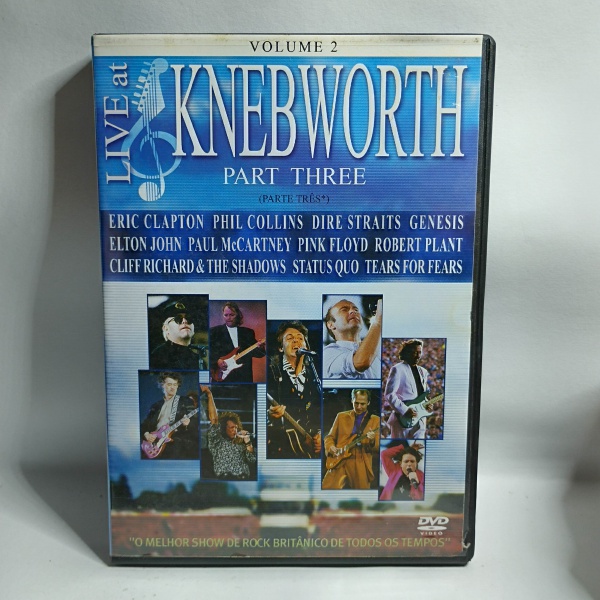 VOLUME 2
LIVE at
KNEBWORTH
PART THREE
(PARTE TRÊS*)
ERIC CLAPTON PHIL COLLINS DIRE STRAITS GENESIS
ELTON JOHN PAUL McCARTNEY PINK FLOYD ROBERT PLANT
CLIFF RICHARD & THE SHADOWS STATUS QUO TEARS FOR FEARS
DVD
VIDEO
"O MELHOR SHOW DE ROCK BRITÂNICO DE TODOS OS TEMPOS"